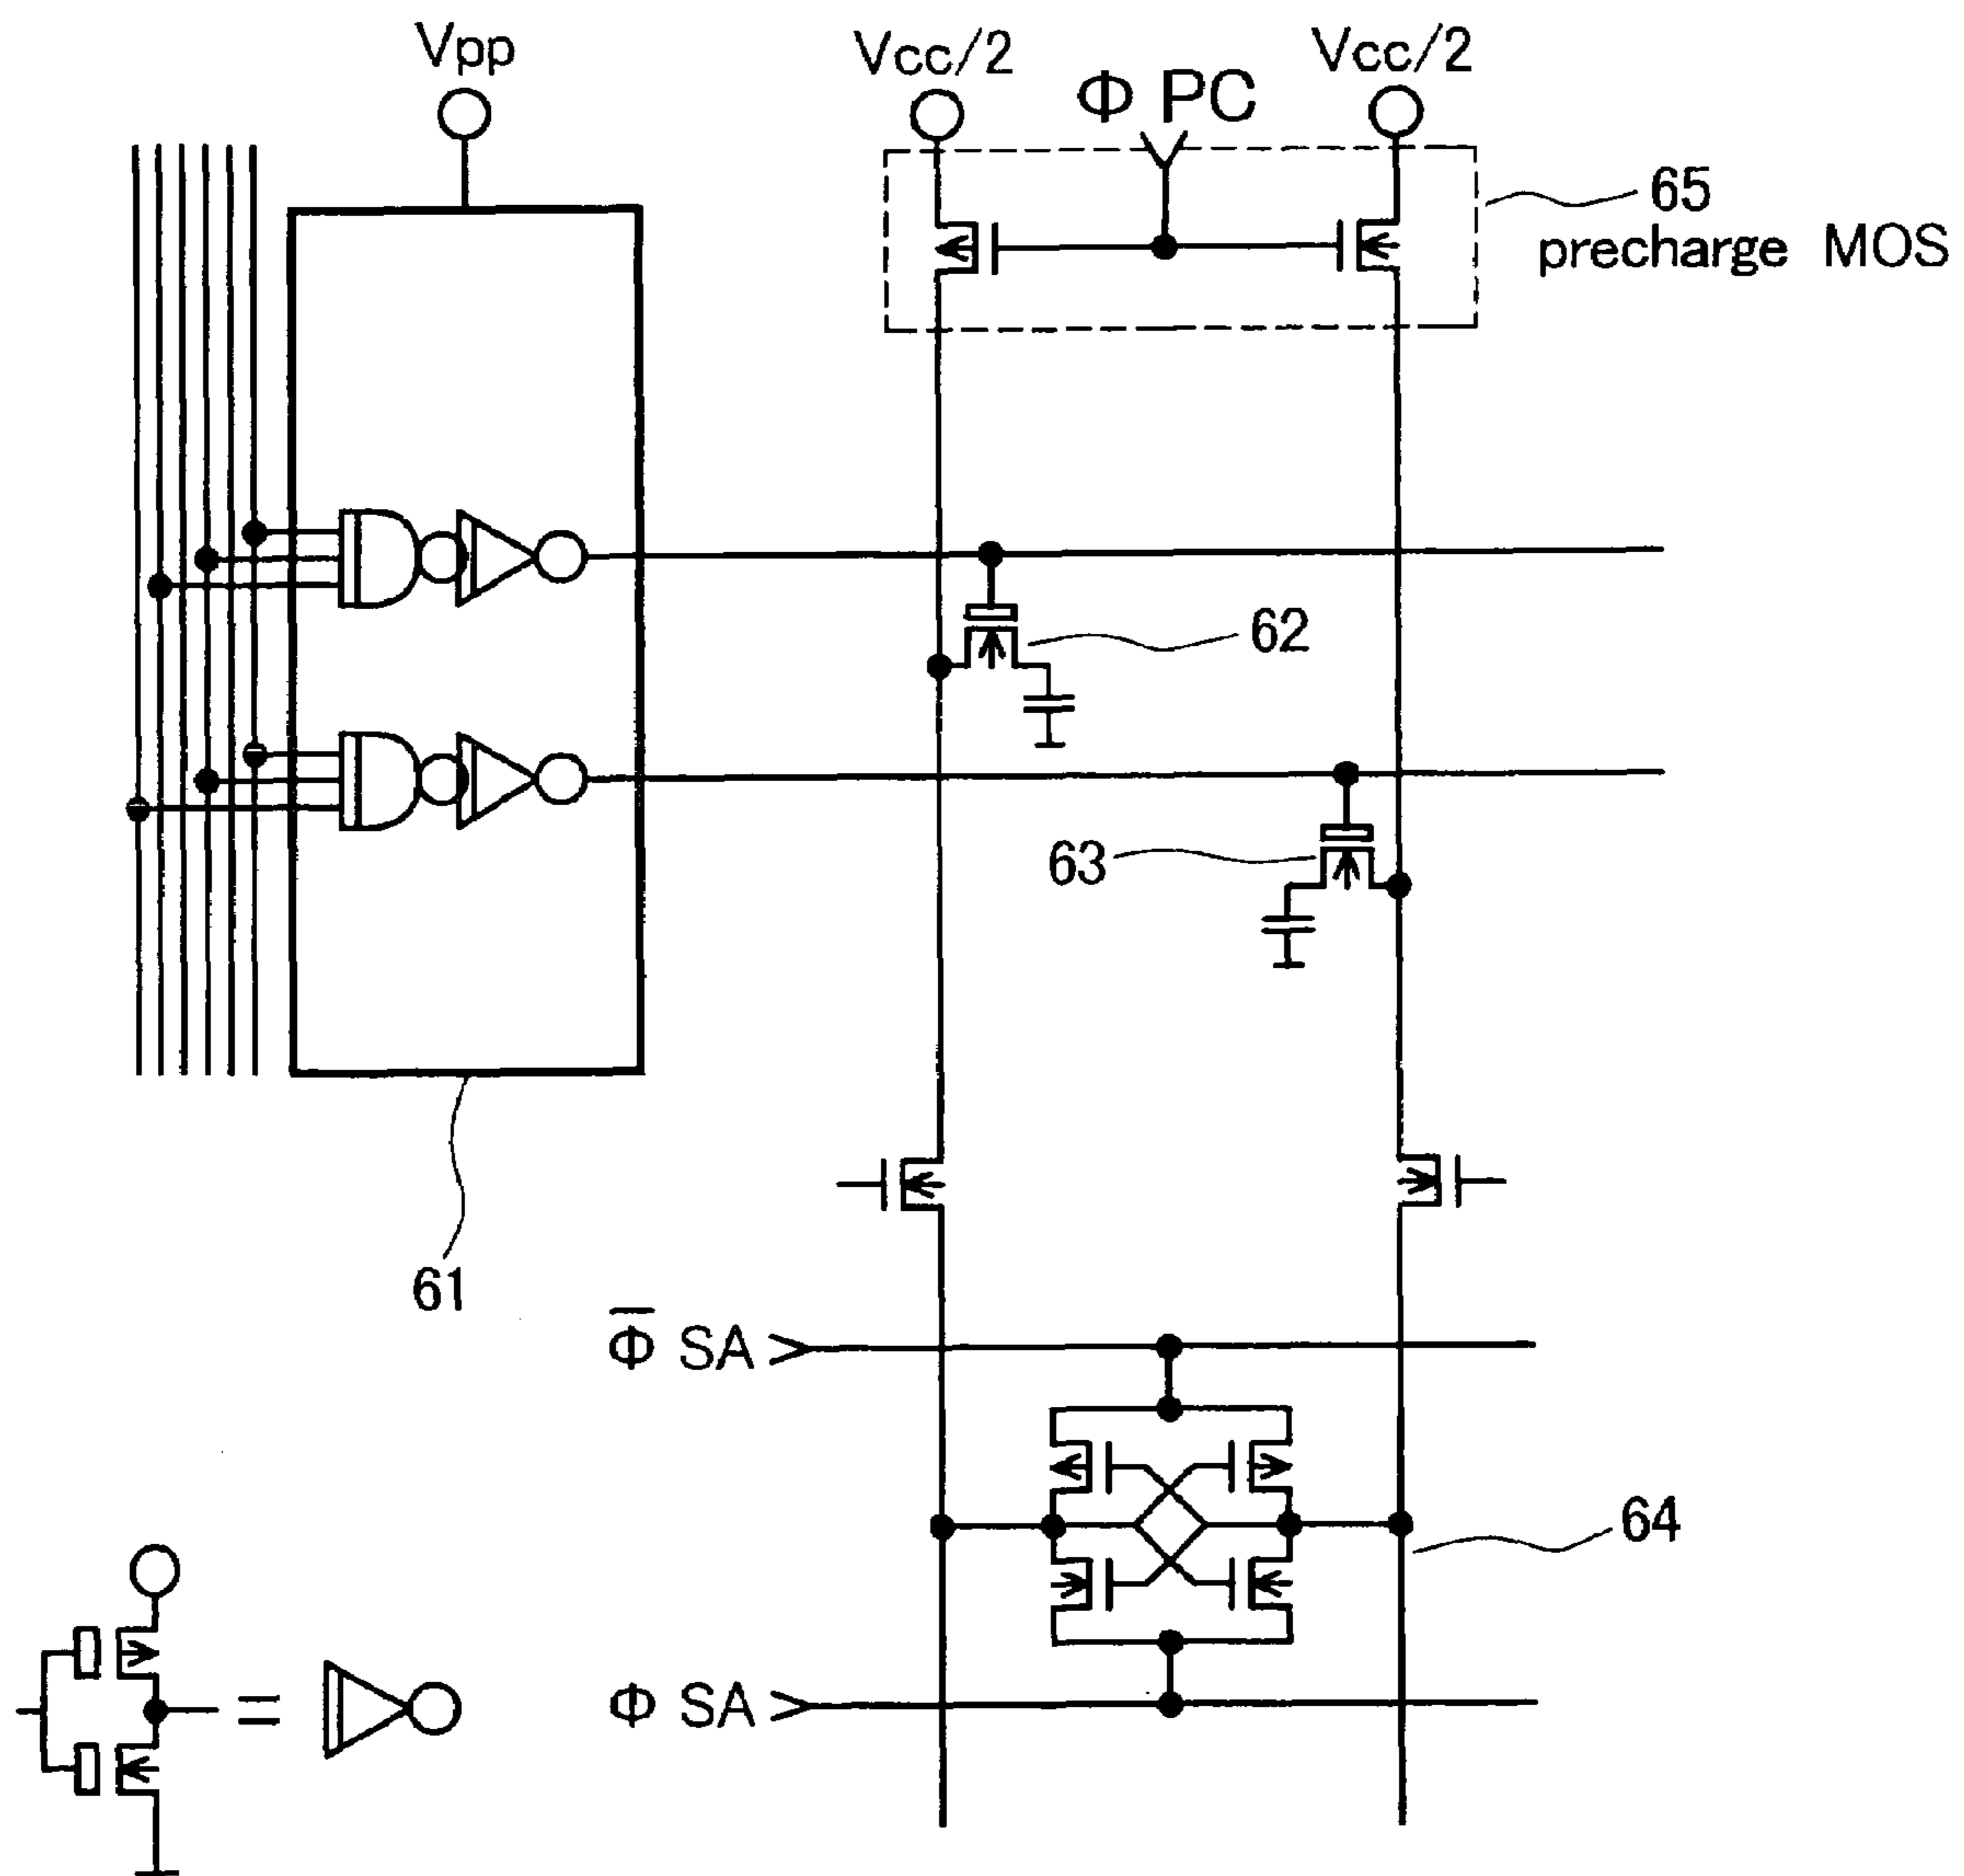 Vpp
Vcc/2
Φ PC
Vcc/2
65
precharge MOS
62
63
61
Φ̅ SA
64
=
Φ SA